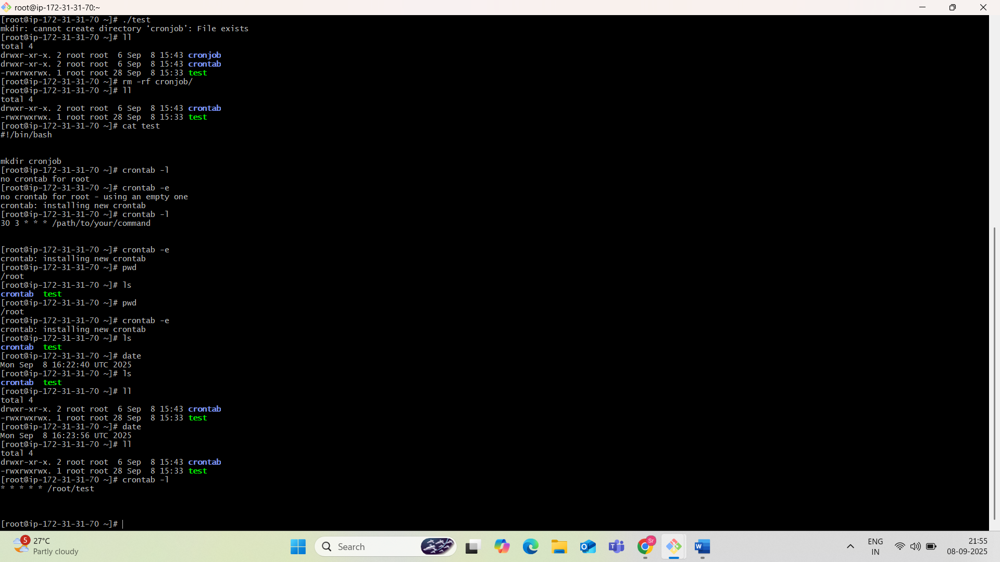 root@ip-172-31-31-70:~
[root@ip-172-31-31-70 ~]# ./test
mkdir: cannot create directory ‘cronjob’: File exists
[root@ip-172-31-31-70 ~]# ll
total 4
drwxr-xr-x. 2 root root  6 Sep  8 15:43 cronjob
drwxr-xr-x. 2 root root  6 Sep  8 15:43 crontab
-rwxrwxrwx. 1 root root 28 Sep  8 15:33 test
[root@ip-172-31-31-70 ~]# rm -rf cronjob/
[root@ip-172-31-31-70 ~]# ll
total 4
drwxr-xr-x. 2 root root  6 Sep  8 15:43 crontab
-rwxrwxrwx. 1 root root 28 Sep  8 15:33 test
[root@ip-172-31-31-70 ~]# cat test
#!/bin/bash
mkdir cronjob
[root@ip-172-31-31-70 ~]# crontab -l
no crontab for root
[root@ip-172-31-31-70 ~]# crontab -e
no crontab for root - using an empty one
crontab: installing new crontab
[root@ip-172-31-31-70 ~]# crontab -l
30 3 * * * /path/to/your/command
[root@ip-172-31-31-70 ~]# crontab -e
crontab: installing new crontab
[root@ip-172-31-31-70 ~]# pwd
/root
[root@ip-172-31-31-70 ~]# ls
crontab  test
[root@ip-172-31-31-70 ~]# pwd
/root
[root@ip-172-31-31-70 ~]# crontab -e
crontab: installing new crontab
[root@ip-172-31-31-70 ~]# ls
crontab  test
[root@ip-172-31-31-70 ~]# date
Mon Sep  8 16:22:40 UTC 2025
[root@ip-172-31-31-70 ~]# ls
crontab  test
[root@ip-172-31-31-70 ~]# ll
total 4
drwxr-xr-x. 2 root root  6 Sep  8 15:43 crontab
-rwxrwxrwx. 1 root root 28 Sep  8 15:33 test
[root@ip-172-31-31-70 ~]# date
Mon Sep  8 16:23:56 UTC 2025
[root@ip-172-31-31-70 ~]# ll
total 4
drwxr-xr-x. 2 root root  6 Sep  8 15:43 crontab
-rwxrwxrwx. 1 root root 28 Sep  8 15:33 test
[root@ip-172-31-31-70 ~]# crontab -l
* * * * * /root/test
[root@ip-172-31-31-70 ~]#
5
27°C
Partly cloudy
Search
Sr
ENG
IN
21:55
08-09-2025